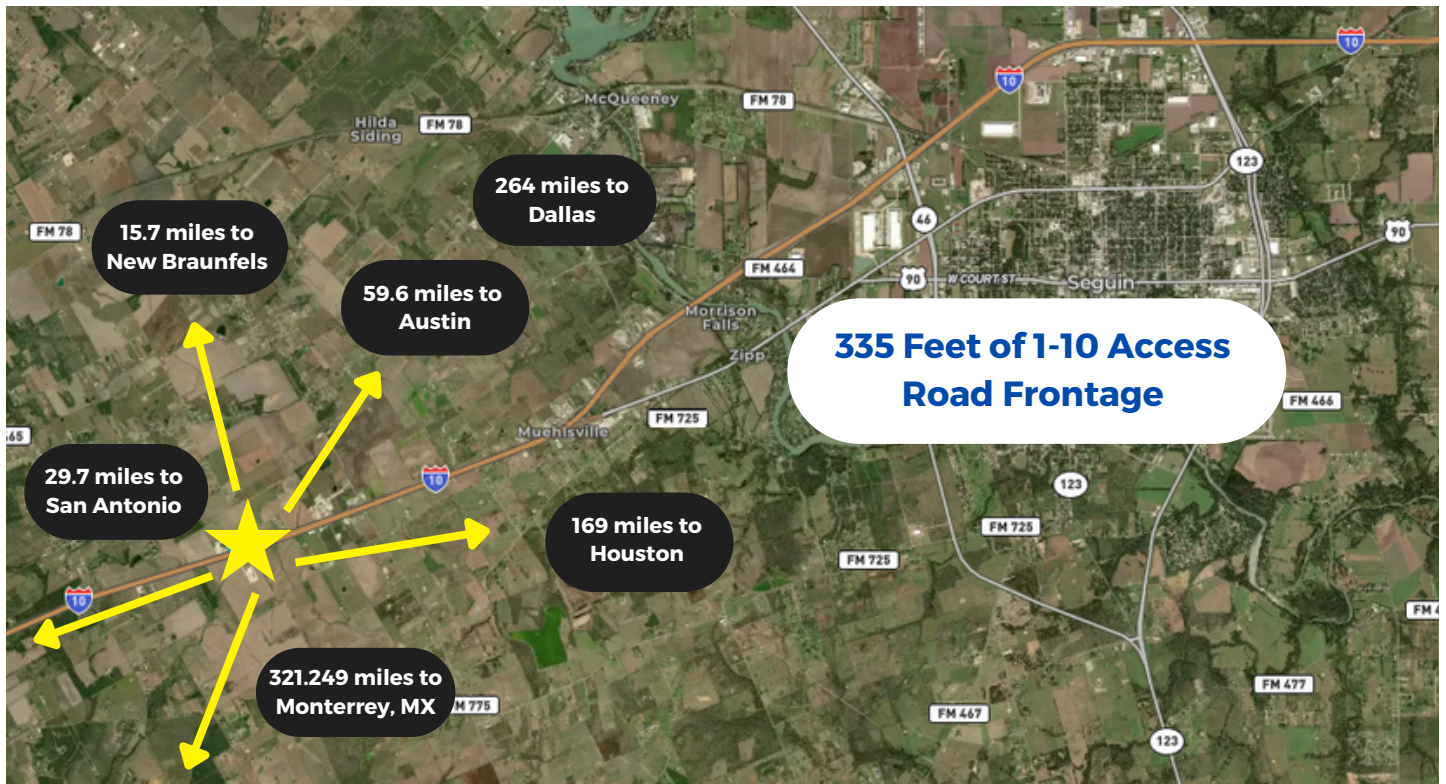 10
10
McQueeney
FM 78
Hilda
Siding
FM 78
264 miles to
Dallas
123
15.7 miles to
New Braunfels
FM 78
46
90
FM 464
90
W COURT ST
Seguin
59.6 miles to
Austin
Morrison
Falls
335 Feet of 1-10 Access
Road Frontage
Zipp
FM 466
FM 725
Muehlsville
465
29.7 miles to
San Antonio
10
123
169 miles to
Houston
FM 725
FM 725
10
321.249 miles to
Monterrey, MX
M 775
FM 477
FM 467
123
FM 4